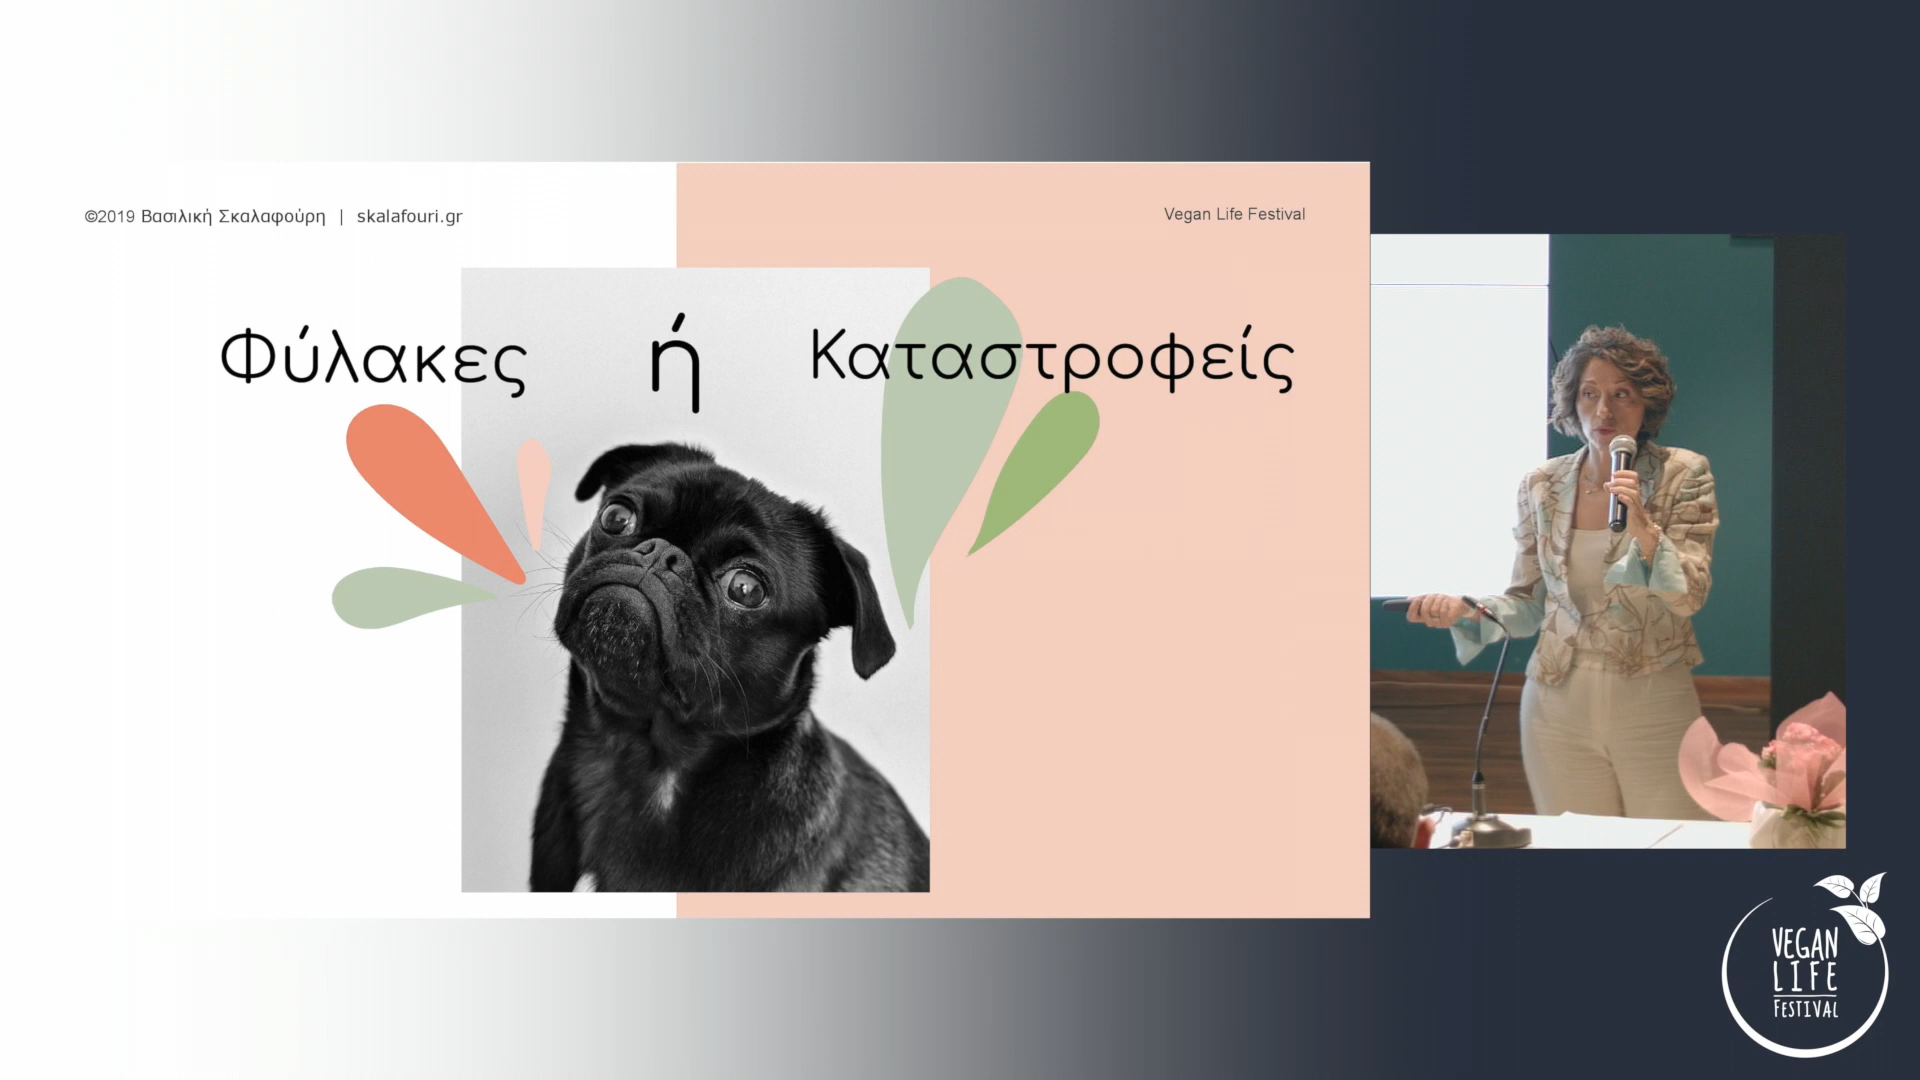 ©2019 Βασιλική Σκαλαφούρη | skalafouri.gr
Vegan Life Festival
Φύλακες ή Καταστροφείς
VEGAN
LIFE
FESTIVAL